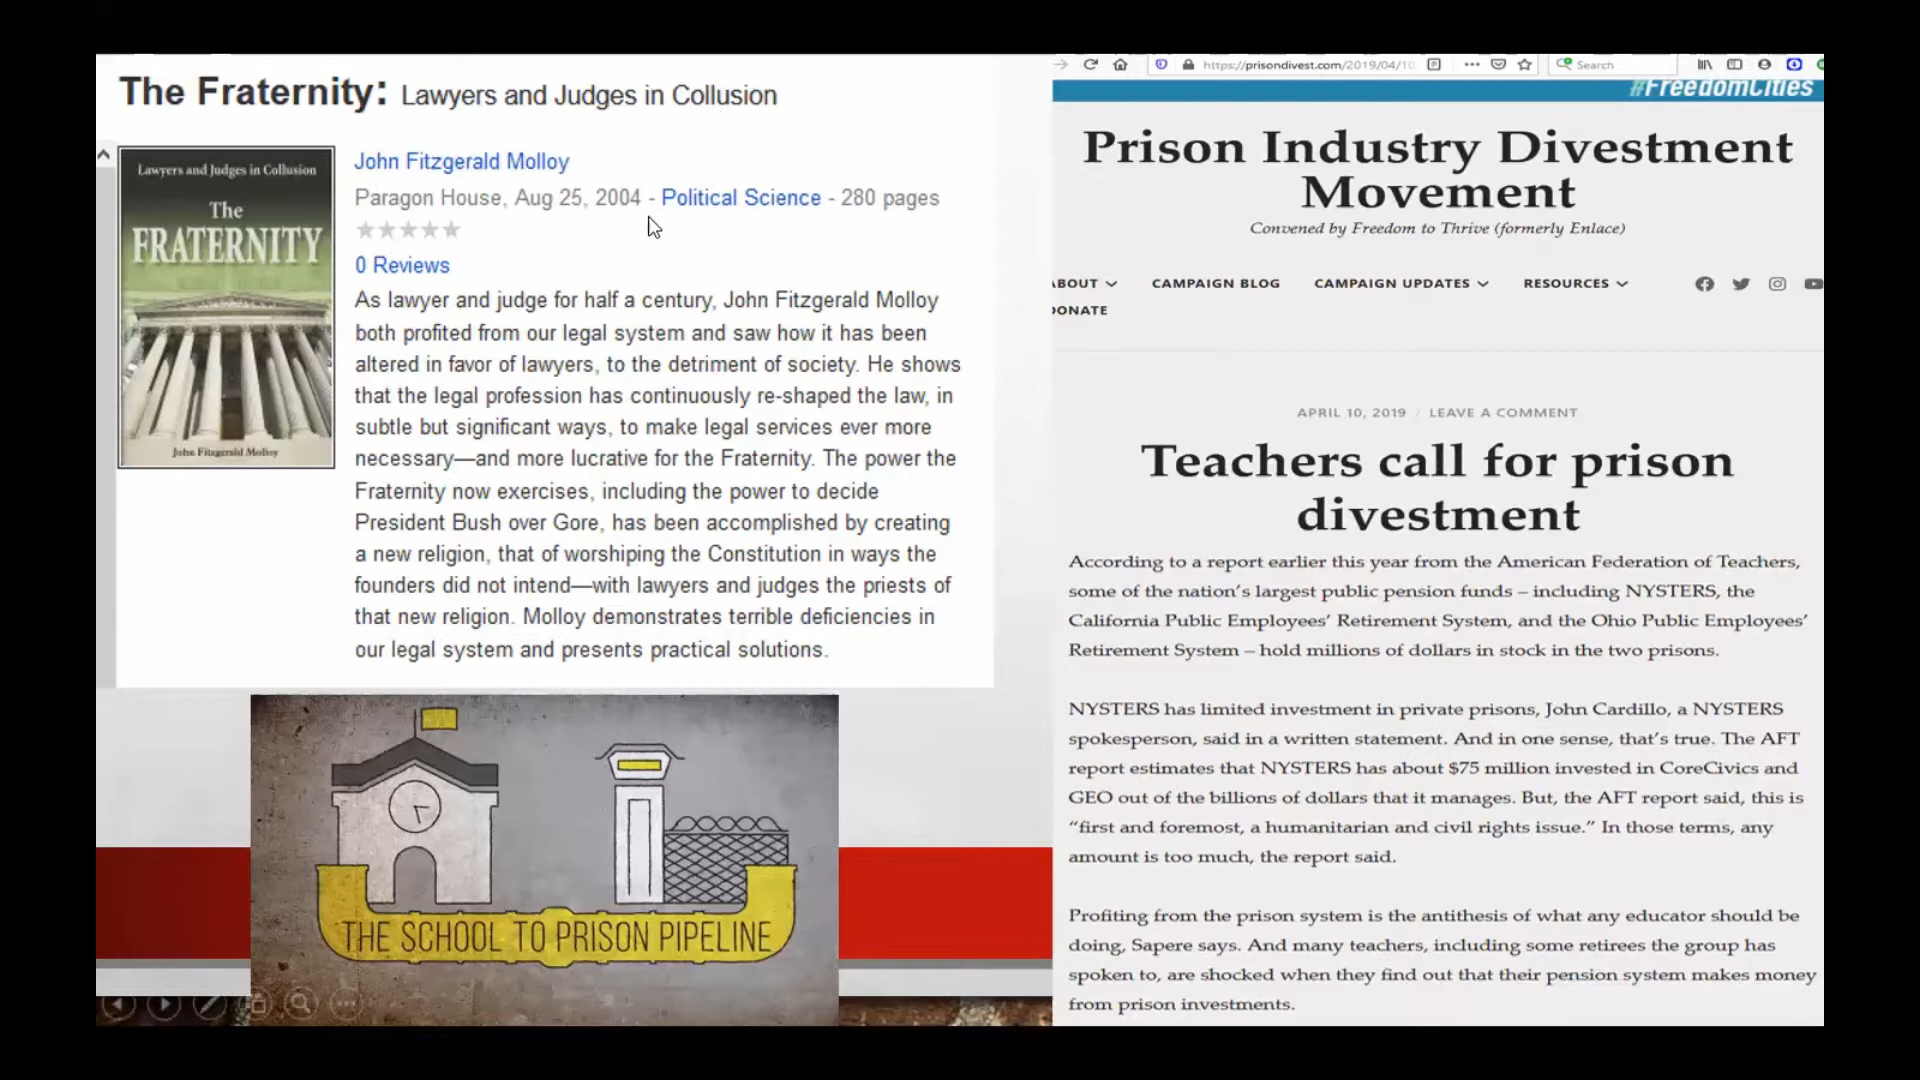 The Fraternity: Lawyers and Judges in Collusion
Lawyers and Judges in Collusion
The
FRATERNITY
John Fitzgerald Molloy
John Fitzgerald Molloy
Paragon House, Aug 25, 2004 - Political Science - 280 pages
0 Reviews
As lawyer and judge for half a century, John Fitzgerald Molloy
both profited from our legal system and saw how it has been
altered in favor of lawyers, to the detriment of society. He shows
that the legal profession has continuously re-shaped the law, in
subtle but significant ways, to make legal services ever more
necessary—and more lucrative for the Fraternity. The power the
Fraternity now exercises, including the power to decide
President Bush over Gore, has been accomplished by creating
a new religion, that of worshiping the Constitution in ways the
founders did not intend—with lawyers and judges the priests of
that new religion. Molloy demonstrates terrible deficiencies in
our legal system and presents practical solutions.
THE SCHOOL TO PRISON PIPELINE
https://prisondivest.com/2019/04/10
Search
#FreedomCities
Prison Industry Divestment
Movement
Convened by Freedom to Thrive (formerly Enlace)
ABOUT CAMPAIGN BLOG CAMPAIGN UPDATES RESOURCES
DONATE
APRIL 10, 2019 / LEAVE A COMMENT
Teachers call for prison
divestment
According to a report earlier this year from the American Federation of Teachers,
some of the nation's largest public pension funds – including NYSTERS, the
California Public Employees' Retirement System, and the Ohio Public Employees'
Retirement System – hold millions of dollars in stock in the two prisons.
NYSTERS has limited investment in private prisons, John Cardillo, a NYSTERS
spokesperson, said in a written statement. And in one sense, that's true. The AFT
report estimates that NYSTERS has about $75 million invested in CoreCivics and
GEO out of the billions of dollars that it manages. But, the AFT report said, this is
“first and foremost, a humanitarian and civil rights issue.” In those terms, any
amount is too much, the report said.
Profiting from the prison system is the antithesis of what any educator should be
doing, Sapere says. And many teachers, including some retirees the group has
spoken to, are shocked when they find out that their pension system makes money
from prison investments.